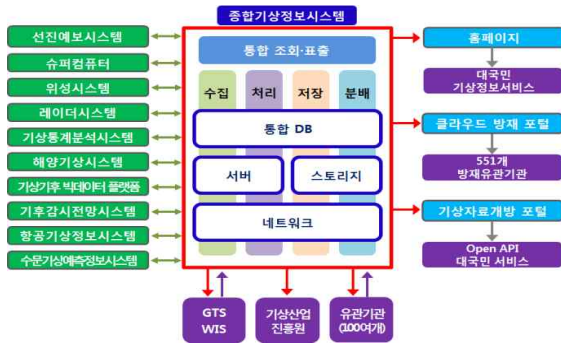 종합기상정보시스템
선진예보시스템
슈퍼컴퓨터
위성시스템
레이더시스템
기상통계분석시스템
해양기상시스템
기상기후 빅데이터 플랫폼
기후감시전망시스템
항공기상정보시스템
수문기상예측정보시스템
통합 조회·표출
수집 처리 저장 분배
통합 DB
서버 스토리지
네트워크
홈페이지
대국민
기상정보서비스
클라우드 방재 포털
551개
방재유관기관
기상자료개방 포털
Open API
대국민 서비스
GTS
WIS
기상산업
진흥원
유관기관
(100여개)